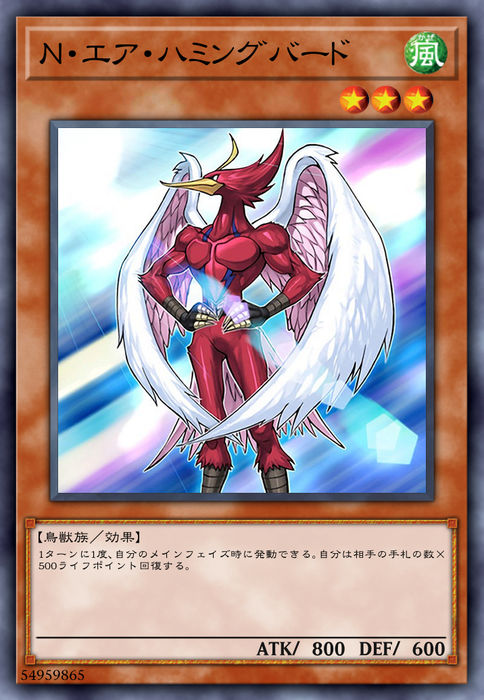 N・エア・ハミングバード
風
かぜ
【鳥獣族／効果】
1ターンに1度、自分のメインフェイズ時に発動できる。自分は相手の手札の数×
500ライフポイント回復する。
ATK/ 800 DEF/ 600
54959865